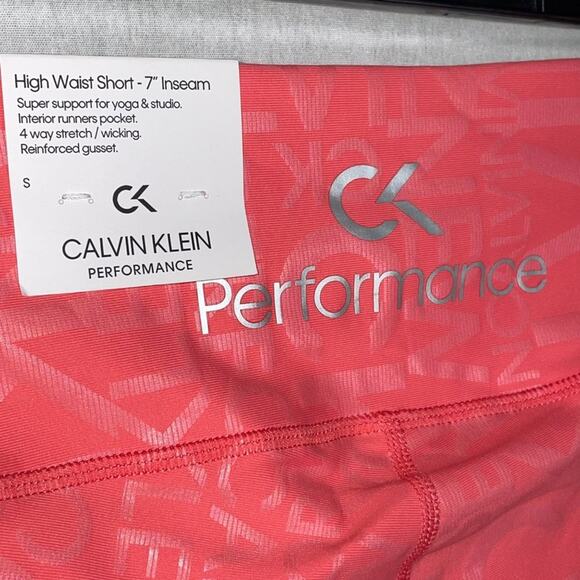 High Waist Short - 7" Inseam
Super support for yoga & studio.
Interior runners pocket.
4 way stretch / wicking.
Reinforced gusset.
S
CK
CALVIN KLEIN
PERFORMANCE
CK
Performance